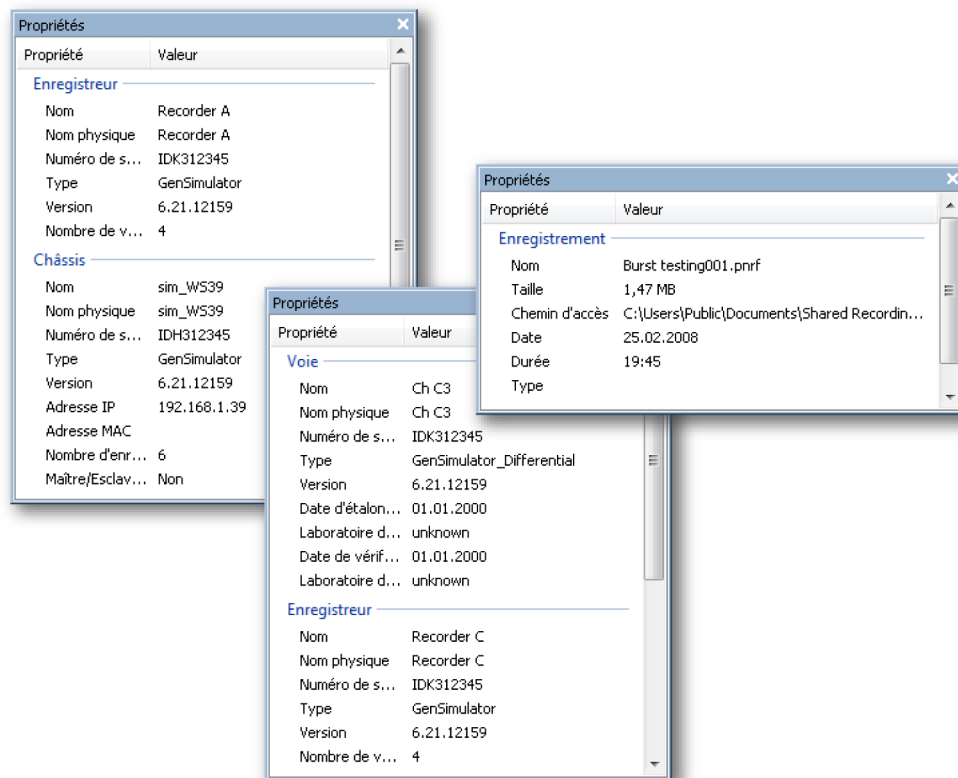 Propriétés
Propriété Valeur
Enregistreur
Nom Recorder A
Nom physique Recorder A
Numéro de s... IDK312345
Type GenSimulator
Version 6.21.12159
Nombre de v... 4
Châssis
Nom sim_WS39
Nom physique sim_WS39
Numéro de s... IDH312345
Type GenSimulator
Version 6.21.12159
Adresse IP 192.168.1.39
Adresse MAC
Nombre d'enr... 6
Maître/Esclav... Non
Propriétés
Propriété Valeur
Voie
Nom Ch C3
Nom physique Ch C3
Numéro de s... IDK312345
Type GenSimulator_Differential
Version 6.21.12159
Date d'étalon... 01.01.2000
Laboratoire d... unknown
Date de vérif... 01.01.2000
Laboratoire d... unknown
Enregistreur
Nom Recorder C
Nom physique Recorder C
Numéro de s... IDK312345
Type GenSimulator
Version 6.21.12159
Nombre de v... 4
Propriétés
Propriété Valeur
Enregistrement
Nom Burst testing001.pnrf
Taille 1,47 MB
Chemin d'accès C:\Users\Public\Documents\Shared Recordin...
Date 25.02.2008
Durée 19:45
Type